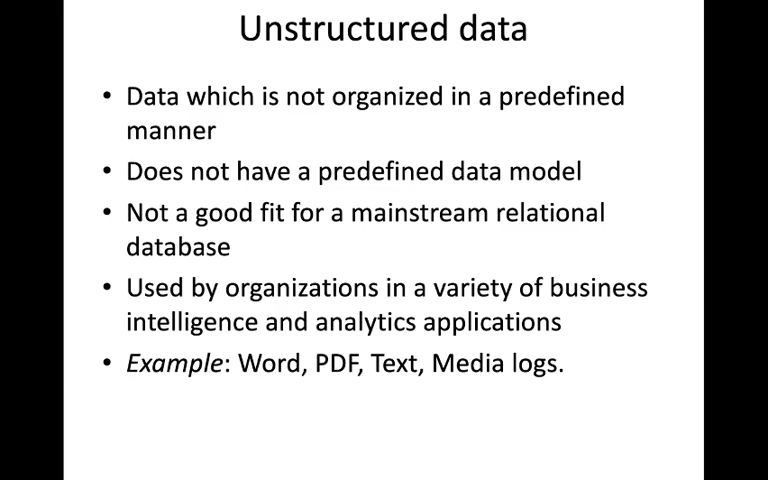 Unstructured data
• Data which is not organized in a predefined
manner
• Does not have a predefined data model
• Not a good fit for a mainstream relational
database
• Used by organizations in a variety of business
intelligence and analytics applications
• Example: Word, PDF, Text, Media logs.